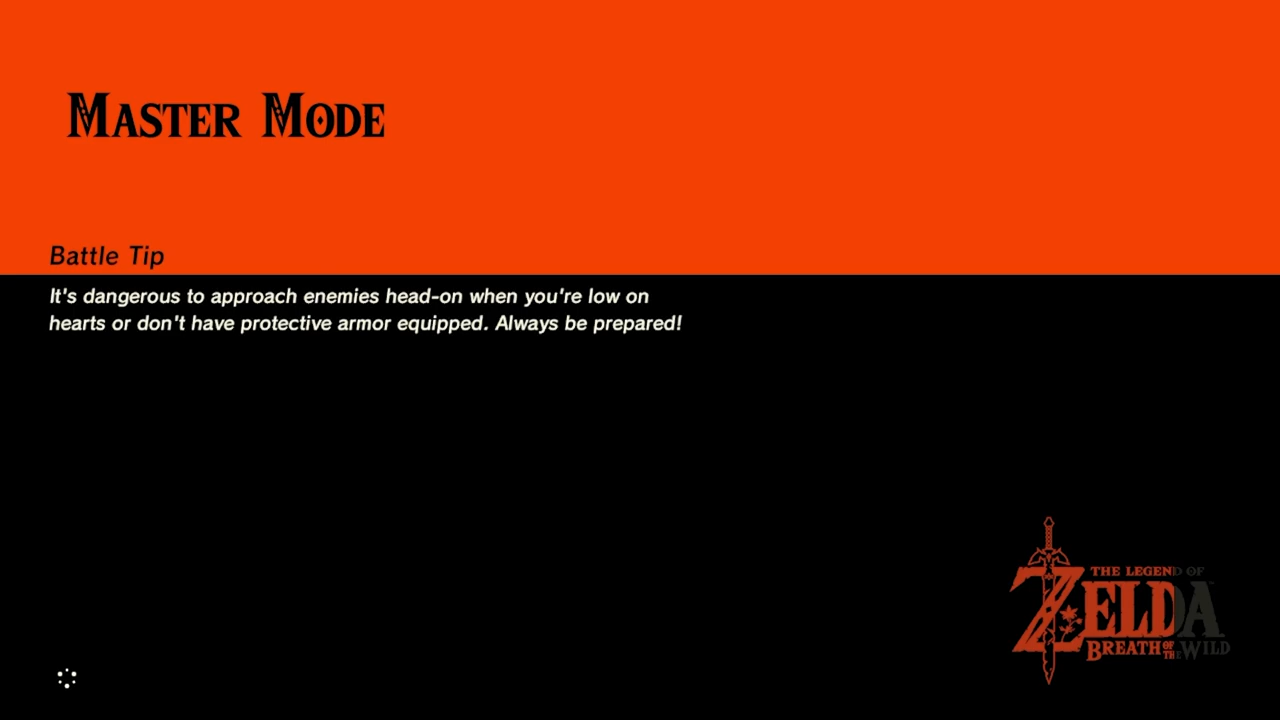 Master Mode
Battle Tip
It's dangerous to approach enemies head-on when you're low on
hearts or don't have protective armor equipped. Always be prepared!
THE LEGEND OF
ZELDA
BREATH OF THE WILD